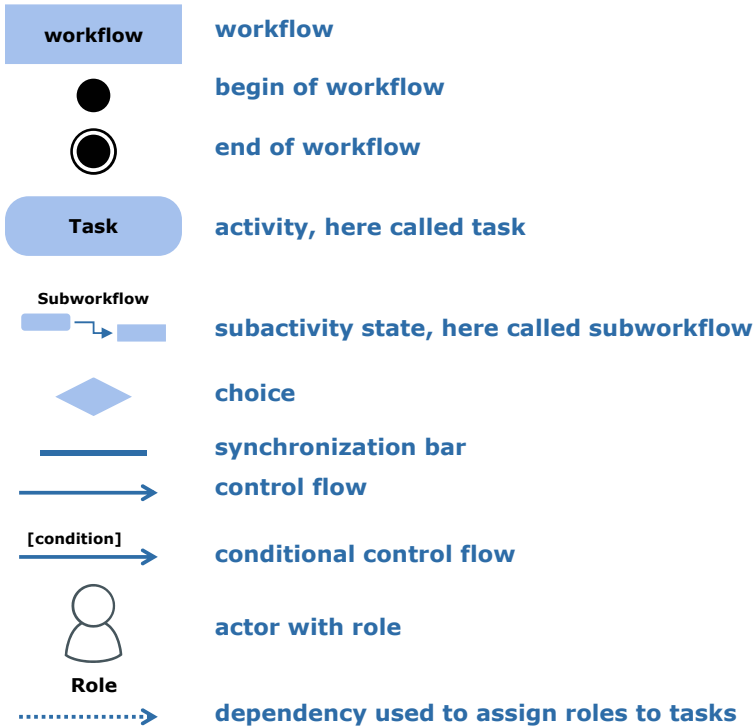 workflow workflow
begin of workflow
end of workflow
Task activity, here called task
Subworkflow
subactivity state, here called subworkflow
choice
synchronization bar
control flow
[condition]
conditional control flow
actor with role
Role
dependency used to assign roles to tasks